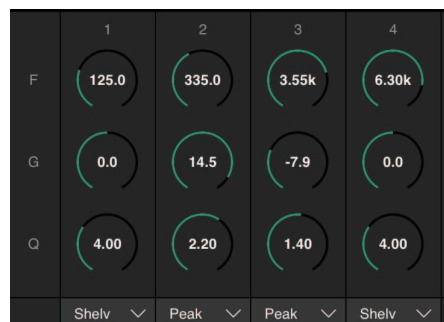 1 2 3 4
F 125.0 335.0 3.55k 6.30k
G 0.0 14.5 -7.9 0.0
Q 4.00 2.20 1.40 4.00
Shelv Peak Peak Shelv